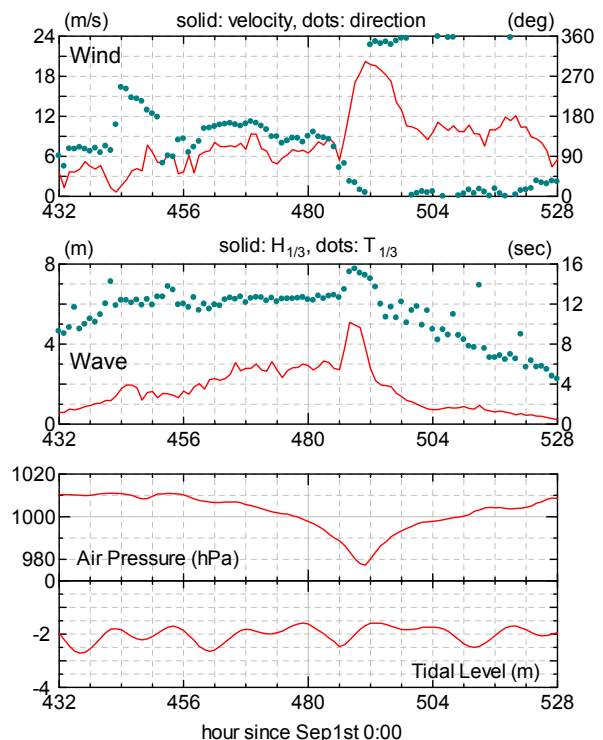 (m/s) solid: velocity, dots: direction (deg)
24 360
Wind 300
18 270
12 180
6 90
0 0
432 456 480 504 528
(m) solid: H1/3, dots: T1/3 (sec)
8 16
12
4 8
Wave
4
0 0
432 456 480 504 528
1020
1000
980
Air Pressure (hPa)
0
-2
Tidal Level (m)
-4
432 456 480 504 528
hour since Sep1st 0:00